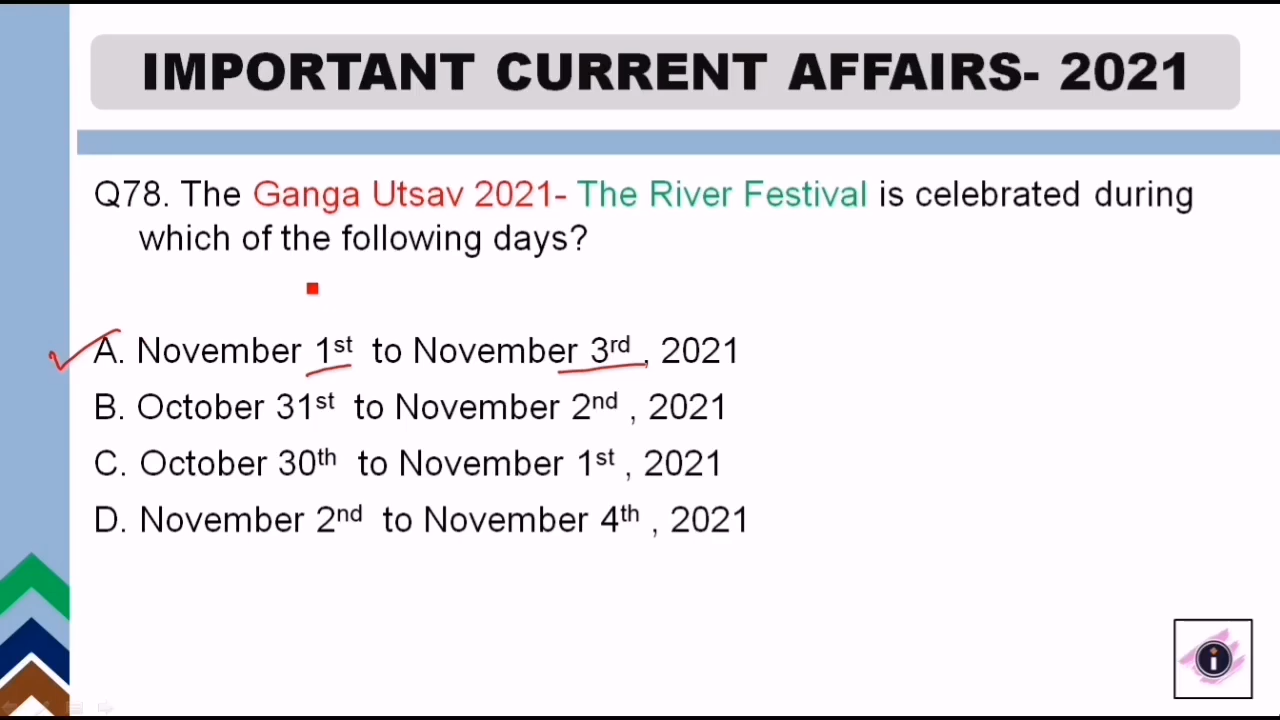 IMPORTANT CURRENT AFFAIRS- 2021
Q78. The Ganga Utsav 2021- The River Festival is celebrated during
which of the following days?
A. November 1st to November 3rd , 2021
B. October 31st to November 2nd , 2021
C. October 30th to November 1st , 2021
D. November 2nd to November 4th , 2021
i